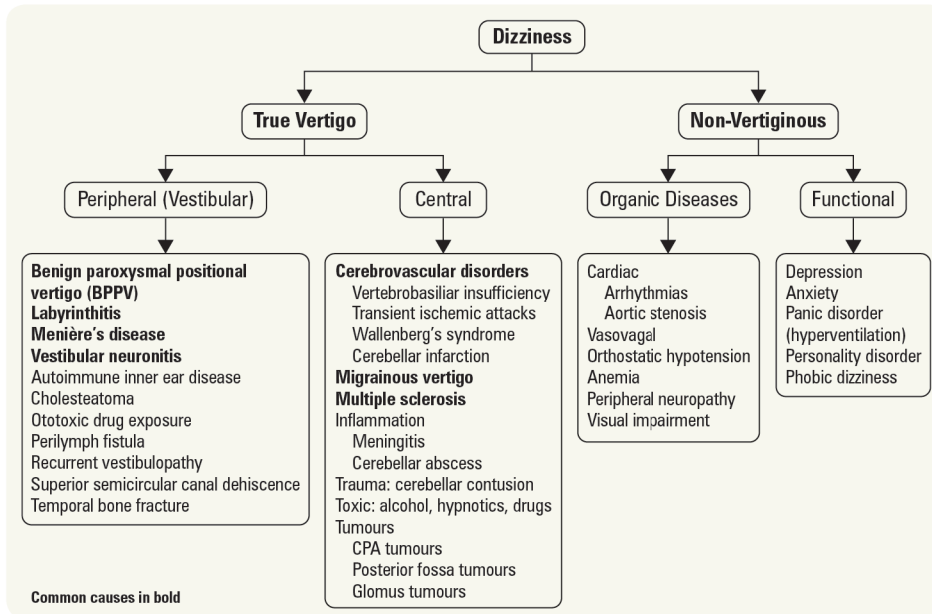 Dizziness
True Vertigo
Non-Vertiginous
Peripheral (Vestibular)
Central
Organic Diseases
Functional
Benign paroxysmal positional
vertigo (BPPV)
Labyrinthitis
Menière's disease
Vestibular neuronitis
Autoimmune inner ear disease
Cholesteatoma
Ototoxic drug exposure
Perilymph fistula
Recurrent vestibulopathy
Superior semicircular canal dehiscence
Temporal bone fracture
Cerebrovascular disorders
Vertebrobasiliar insufficiency
Transient ischemic attacks
Wallenberg's syndrome
Cerebellar infarction
Migrainous vertigo
Multiple sclerosis
Inflammation
Meningitis
Cerebellar abscess
Trauma: cerebellar contusion
Toxic: alcohol, hypnotics, drugs
Tumours
CPA tumours
Posterior fossa tumours
Glomus tumours
Cardiac
Arrhythmias
Aortic stenosis
Vasovagal
Orthostatic hypotension
Anemia
Peripheral neuropathy
Visual impairment
Depression
Anxiety
Panic disorder
(hyperventilation)
Personality disorder
Phobic dizziness
Common causes in bold